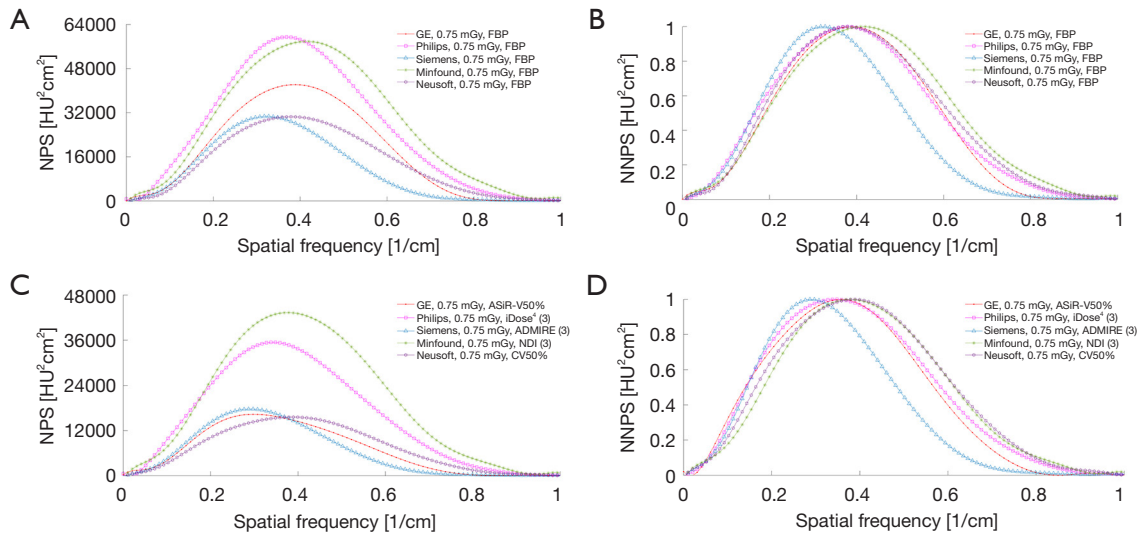 A
64000
48000
32000
16000
0
NPS [HU²cm²]
GE, 0.75 mGy, FBP
Philips, 0.75 mGy, FBP
Siemens, 0.75 mGy, FBP
Minfound, 0.75 mGy, FBP
Neusoft, 0.75 mGy, FBP
0 0.2 0.4 0.6 0.8 1
Spatial frequency [1/cm]
B
1
0.8
0.6
0.4
0.2
0
NNPS [HU²cm²]
GE, 0.75 mGy, FBP
Philips, 0.75 mGy, FBP
Siemens, 0.75 mGy, FBP
Minfound, 0.75 mGy, FBP
Neusoft, 0.75 mGy, FBP
0 0.2 0.4 0.6 0.8 1
Spatial frequency [1/cm]
C
48000
36000
24000
12000
0
NPS [HU²cm²]
GE, 0.75 mGy, ASiR-V50%
Philips, 0.75 mGy, iDose⁴ (3)
Siemens, 0.75 mGy, ADMIRE (3)
Minfound, 0.75 mGy, NDI (3)
Neusoft, 0.75 mGy, CV50%
0 0.2 0.4 0.6 0.8 1
Spatial frequency [1/cm]
D
1
0.8
0.6
0.4
0.2
0
NNPS [HU²cm²]
GE, 0.75 mGy, ASiR-V50%
Philips, 0.75 mGy, iDose⁴ (3)
Siemens, 0.75 mGy, ADMIRE (3)
Minfound, 0.75 mGy, NDI (3)
Neusoft, 0.75 mGy, CV50%
0 0.2 0.4 0.6 0.8 1
Spatial frequency [1/cm]